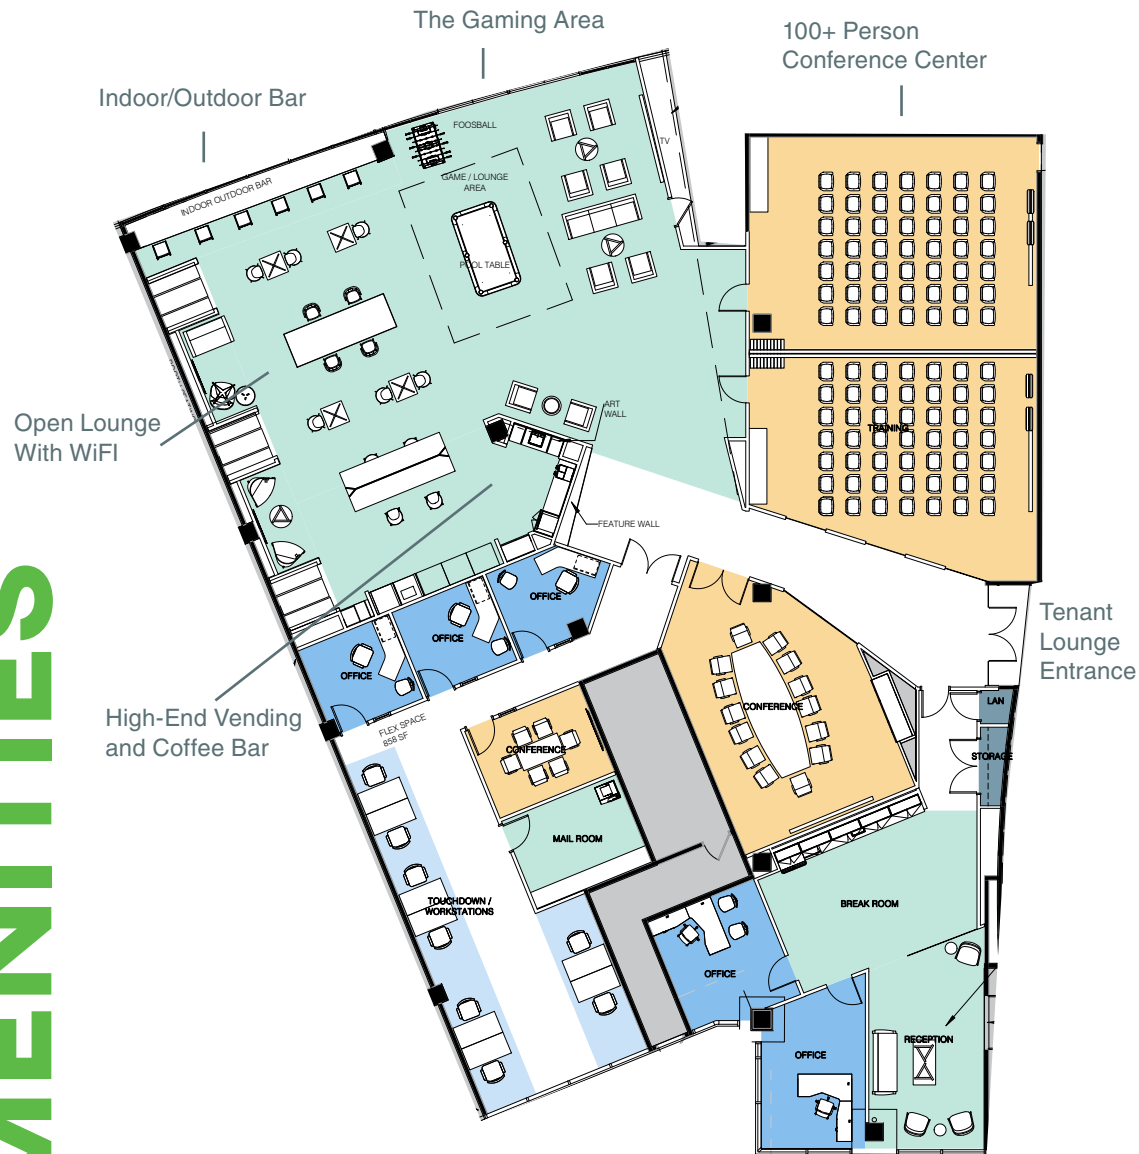 The Gaming Area
100+ Person
Conference Center
Indoor/Outdoor Bar
FOOSBALL
TV
GAME / LOUNGE
AREA
INDOOR OUTDOOR BAR
POOL TABLE
ART
WALL
Open Lounge
With WiFI
TRAINING
FEATURE WALL
OFFICE
OFFICE
OFFICE
Tenant
Lounge
Entrance
High-End Vending
and Coffee Bar
FLEX SPACE
858 SF
CONFERENCE
CONFERENCE
LAN
STORAGE
MAIL ROOM
TOUCHDOWN /
WORKSTATIONS
BREAK ROOM
OFFICE
OFFICE
RECEPTION
MENITIES